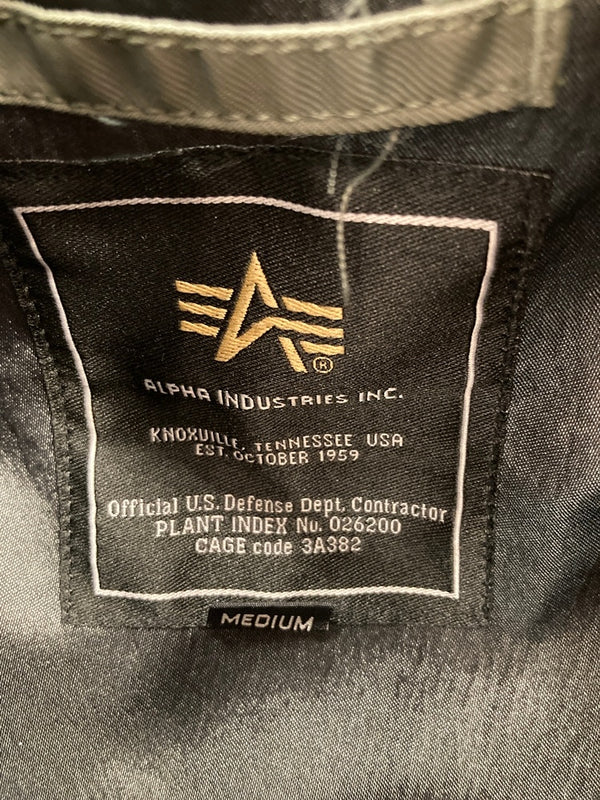 ®
ALPHA INDUSTRIES INC.
KNOXVILLE, TENNESSEE USA
EST. OCTOBER 1959
Official U.S. Defense Dept. Contractor
PLANT INDEX No. 026200
CAGE code 3A382
MEDIUM